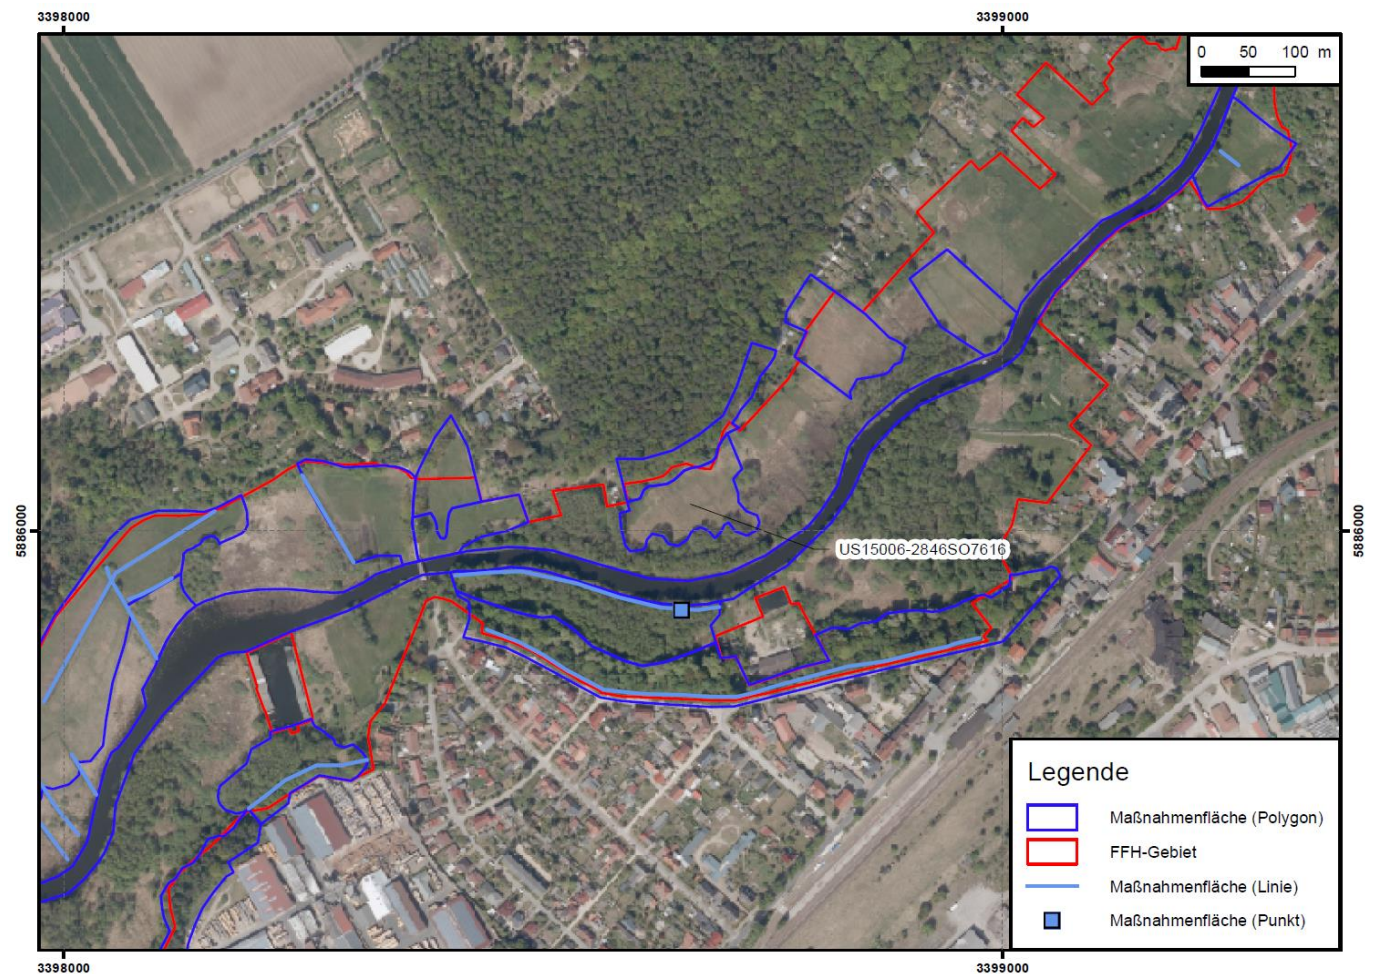 3398000
3399000
0 50 100 m
5886000
5886000
US15006-2846SO7616
Legende
Maßnahmenfläche (Polygon)
FFH-Gebiet
Maßnahmenfläche (Linie)
Maßnahmenfläche (Punkt)
3398000
3399000